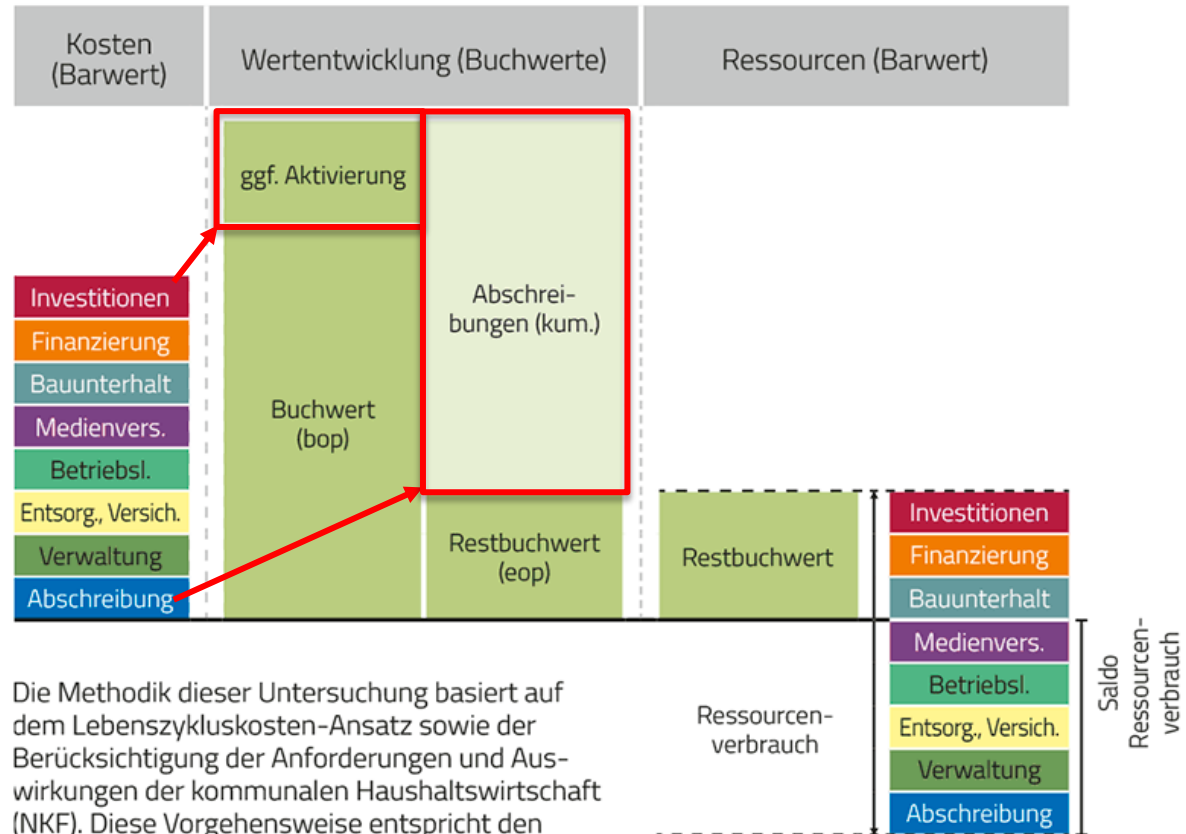 Kosten
(Barwert)
Wertentwicklung (Buchwerte)
Ressourcen (Barwert)
ggf. Aktivierung
Abschrei-
bungen (kum.)
Investitionen
Finanzierung
Bauunterhalt
Medienvers.
Betriebsl.
Entsorg., Versich.
Verwaltung
Abschreibung
Buchwert
(bop)
Restbuchwert
(eop)
Restbuchwert
Ressourcen-
verbrauch
Investitionen
Finanzierung
Bauunterhalt
Medienvers.
Betriebsl.
Entsorg., Versich.
Verwaltung
Abschreibung
Saldo
Ressourcen-
verbrauch
Die Methodik dieser Untersuchung basiert auf
dem Lebenszykluskosten-Ansatz sowie der
Berücksichtigung der Anforderungen und Aus-
wirkungen der kommunalen Haushaltswirtschaft
(NKF). Diese Vorgehensweise entspricht den